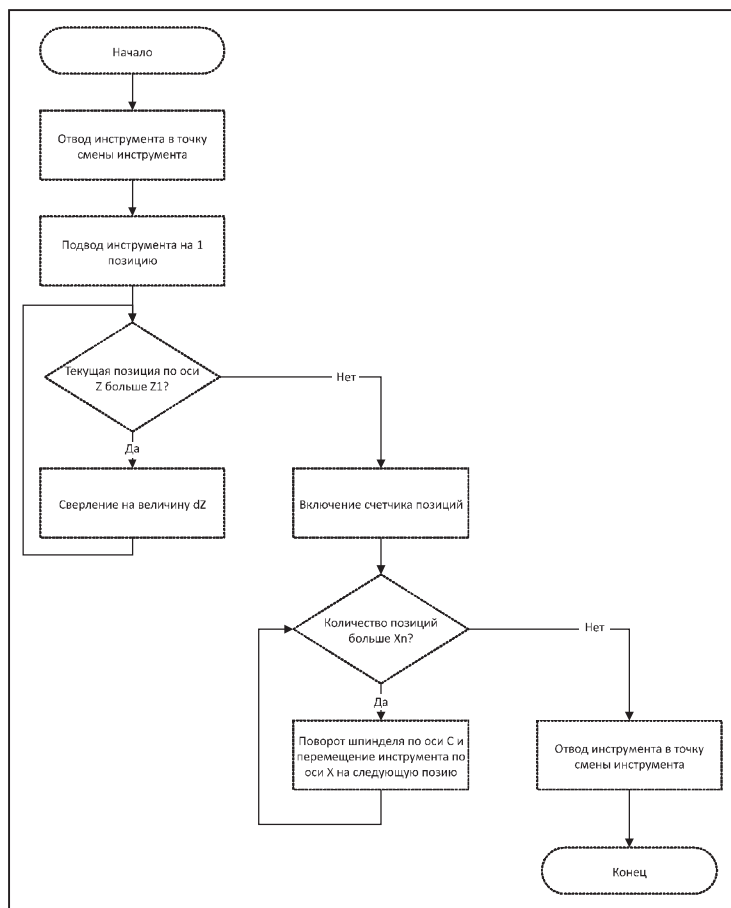 Начало
Отвод инструмента в точку
смены инструмента
Подвод инструмента на 1
позицию
Текущая позиция по оси
Z больше Z1?
Нет
Да
Сверление на величину dZ
Включение счетчика позиций
Количество позиций
больше Xn?
Нет
Да
Поворот шпинделя по оси C и
перемещение инструмента по
оси X на следующую позию
Отвод инструмента в точку
смены инструмента
Конец